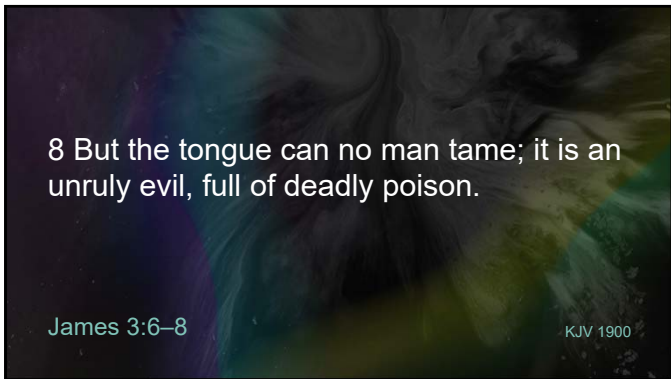 8 But the tongue can no man tame; it is an
unruly evil, full of deadly poison.
James 3:6–8
KJV 1900